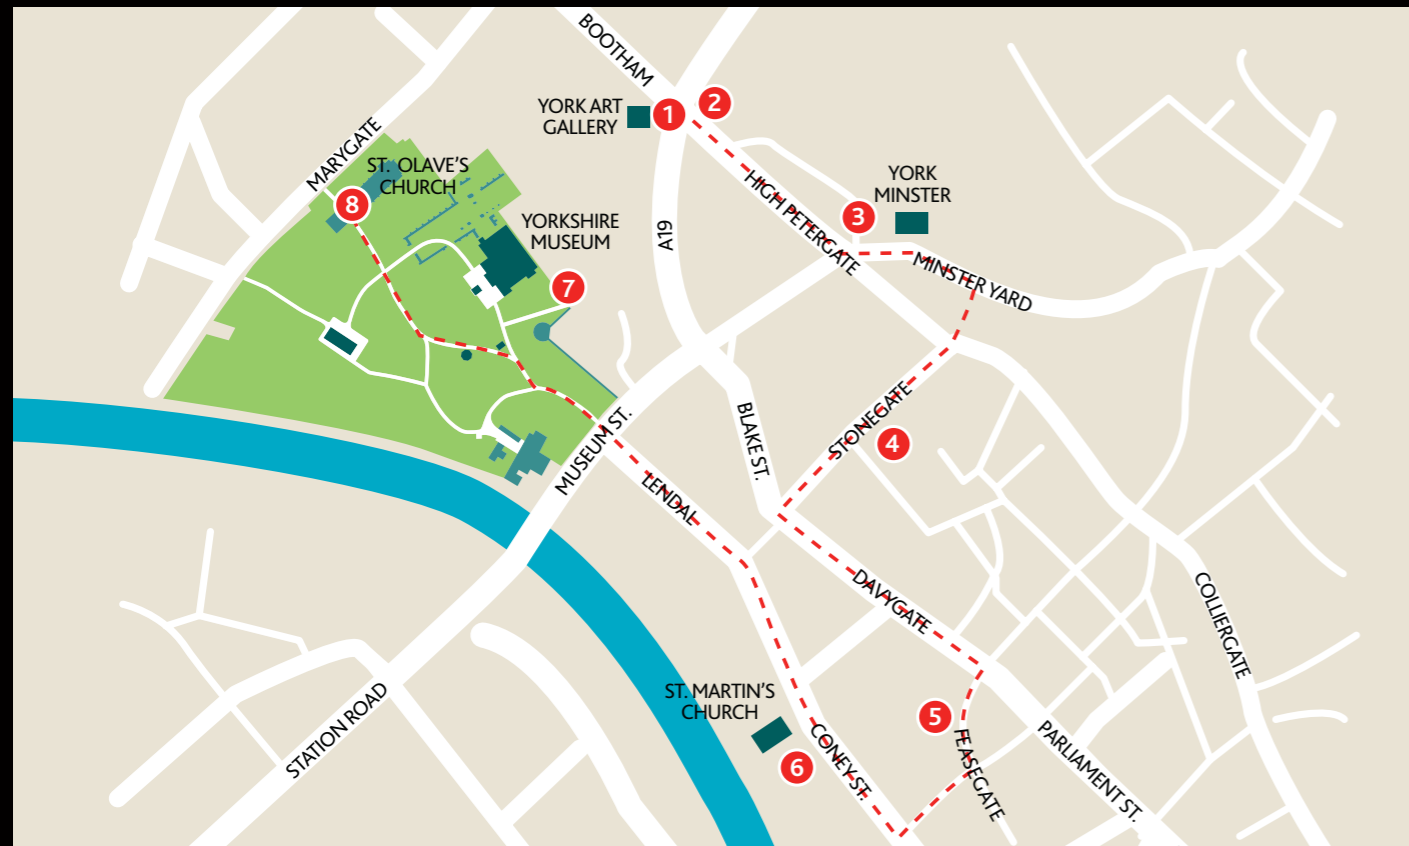 BOOTHAM
YORK ART
GALLERY
1
2
MARYGATE
ST. OLAVE'S
CHURCH
8
YORKSHIRE
MUSEUM
7
A19
HIGH PETERGATE
YORK
MINSTER
3
MINSTER YARD
STONEGATE
4
BLAKE ST.
MUSEUM ST.
LENDAL
DAVYGATE
COLLIERGATE
STATION ROAD
ST. MARTIN'S
CHURCH
6
CONEY ST.
5
FEASEGATE
PARLIAMENT ST.